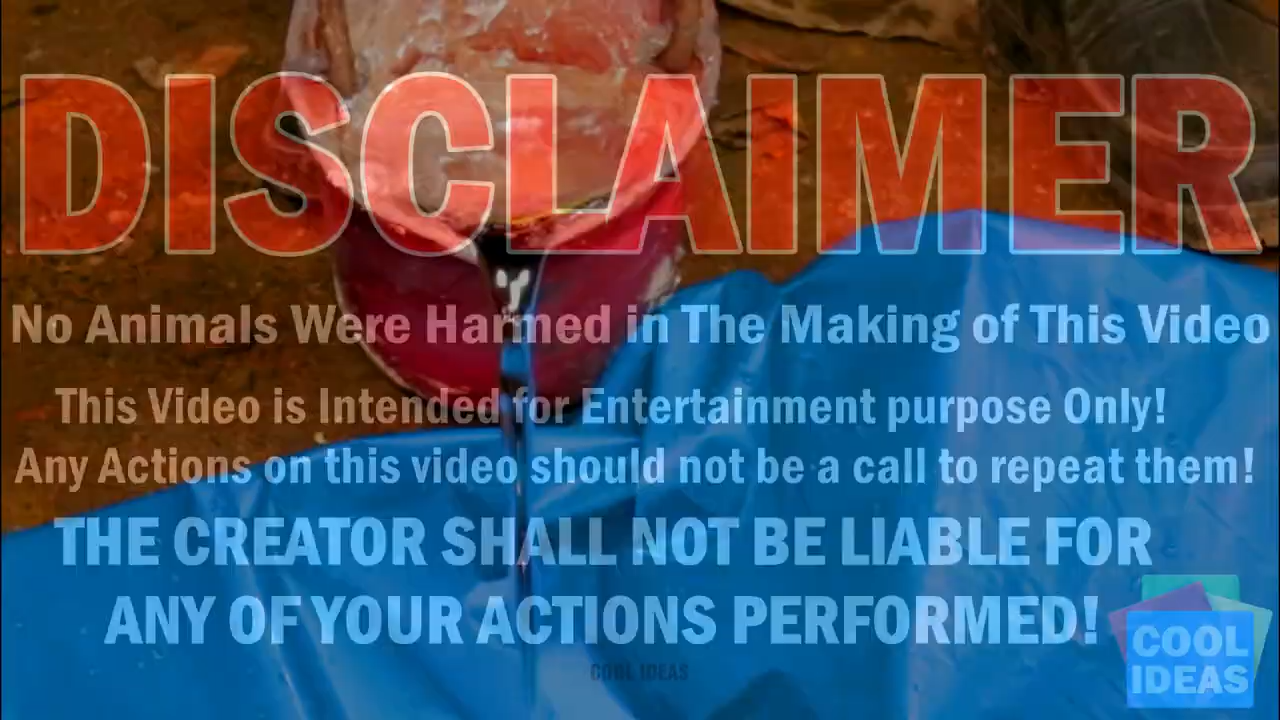 DISCLAIMER
No Animals Were Harmed in The Making of This Video
This Video is Intended for Entertainment purpose Only!
Any Actions on this video should not be a call to repeat them!
THE CREATOR SHALL NOT BE LIABLE FOR
ANY OF YOUR ACTIONS PERFORMED!
COOL IDEAS
COOL
IDEAS